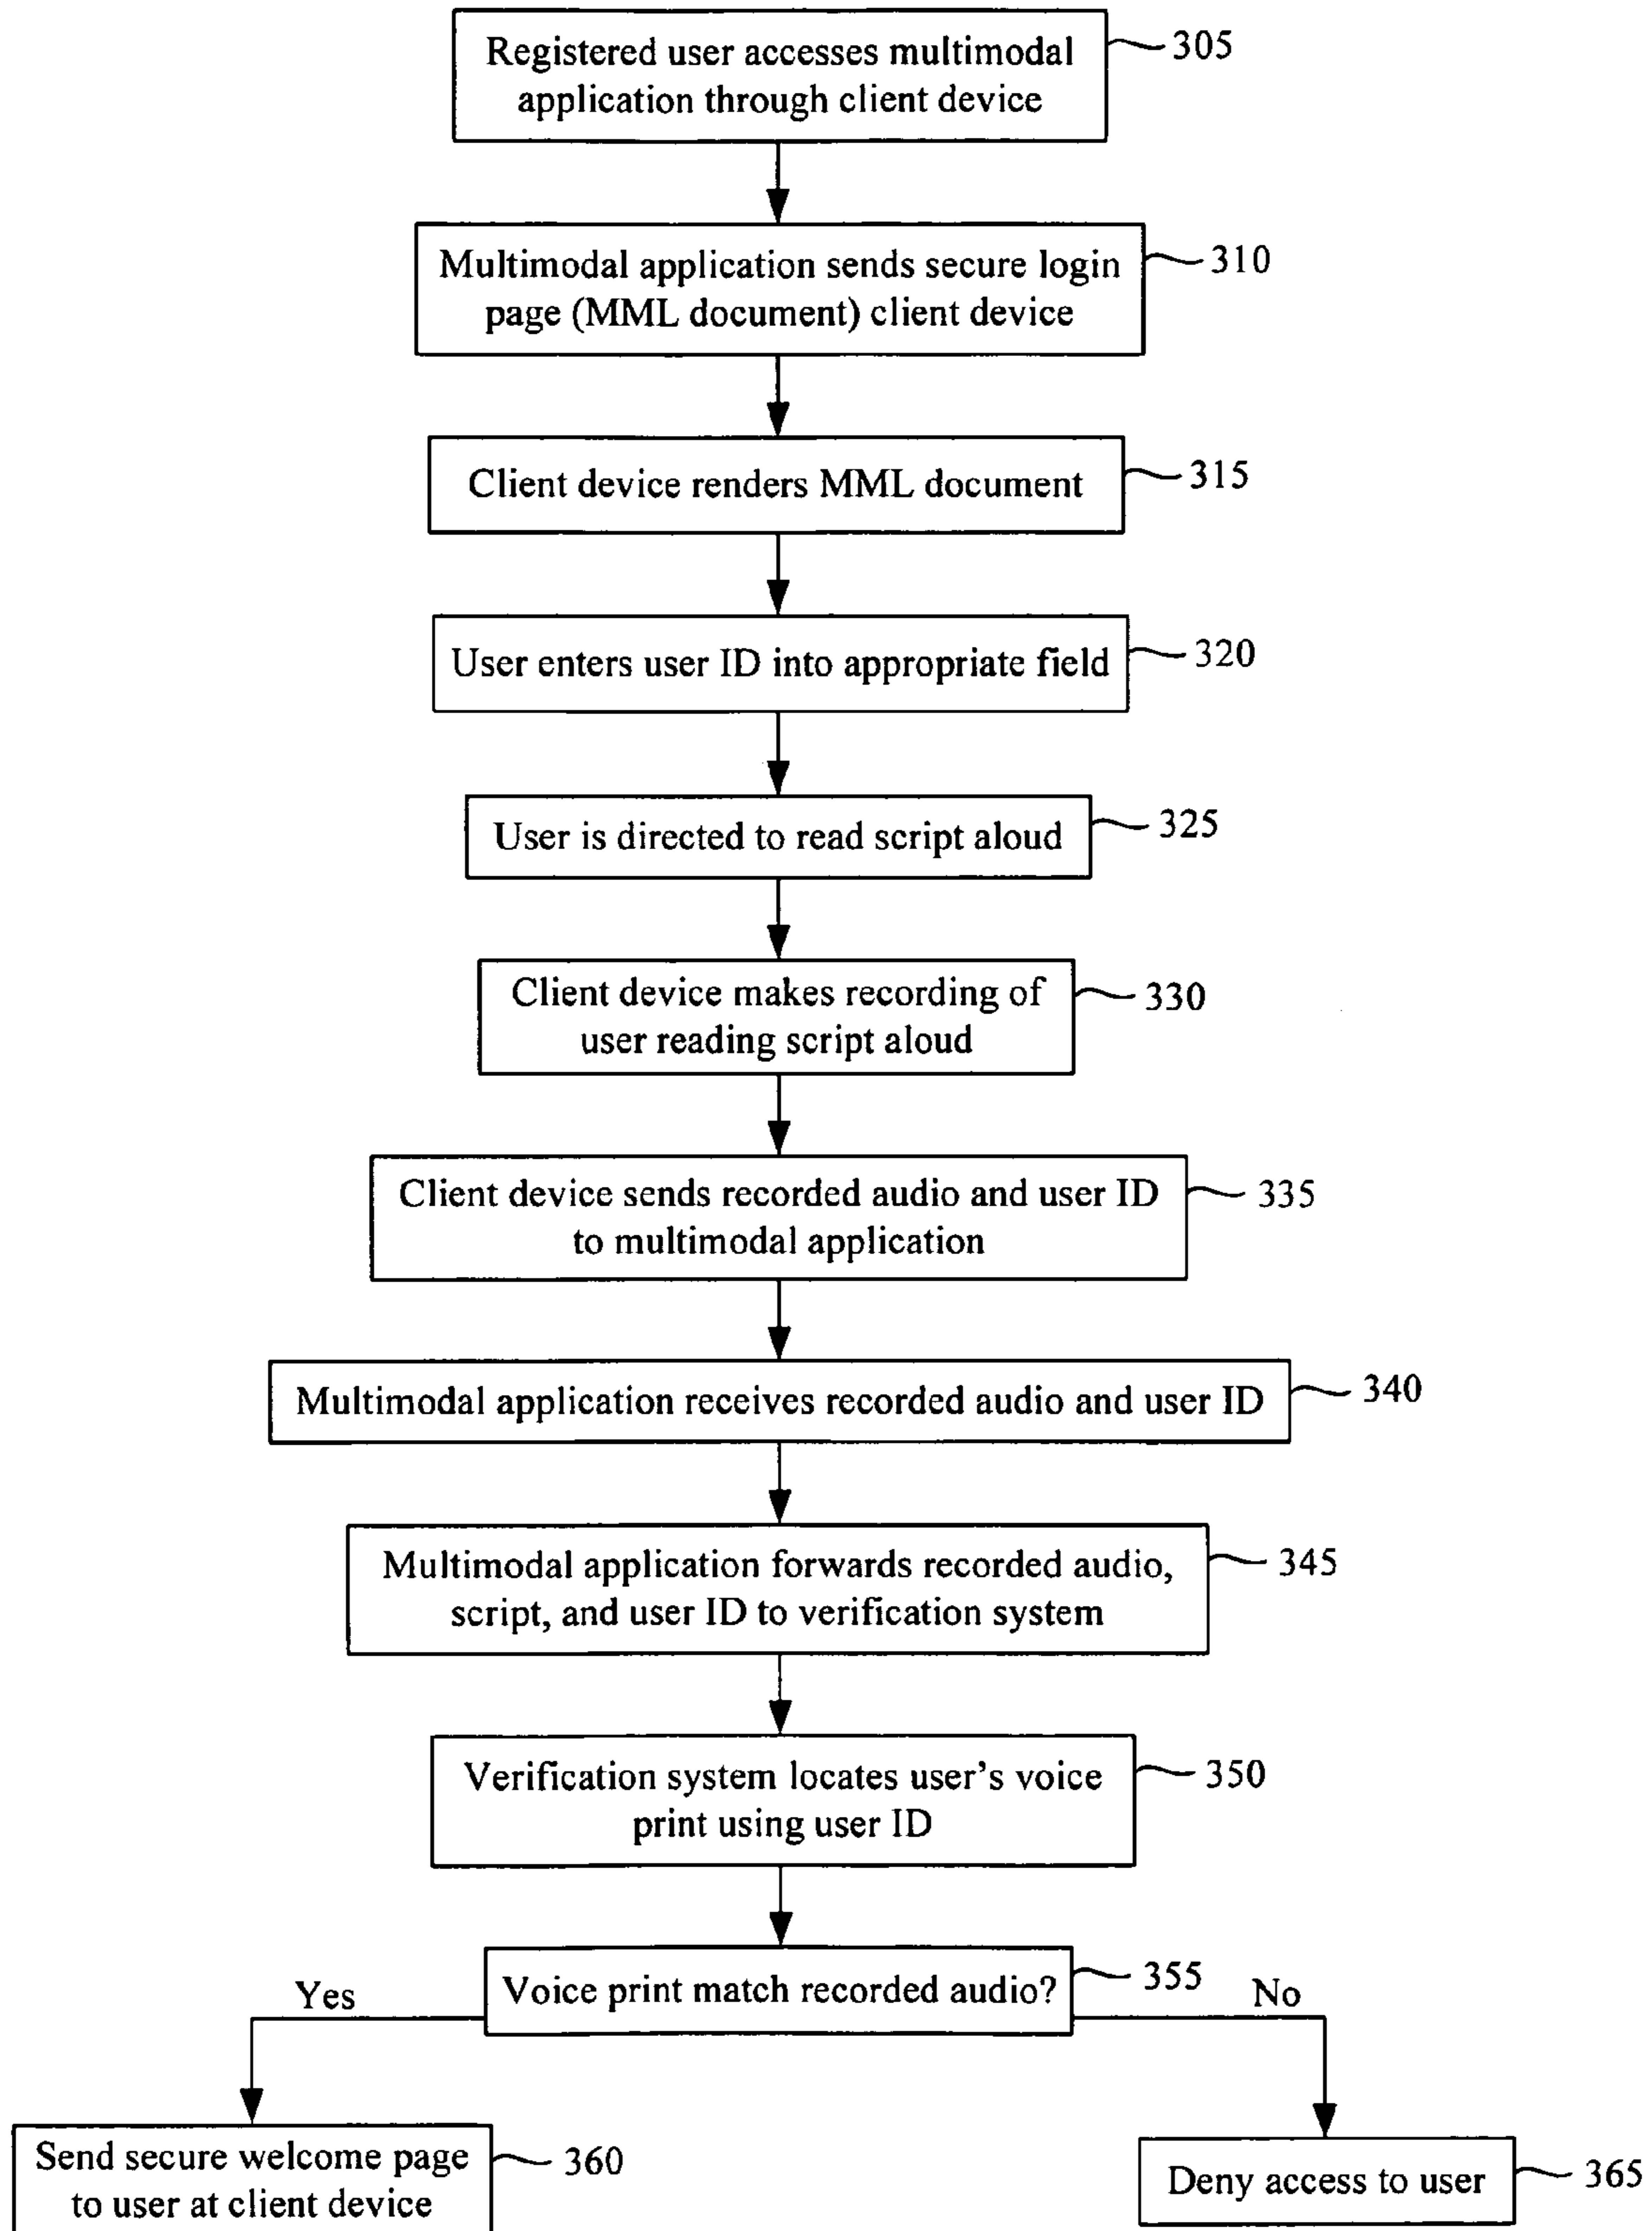 Registered user accesses multimodal
application through client device
305
Multimodal application sends secure login
page (MML document) client device
310
Client device renders MML document
315
User enters user ID into appropriate field
320
User is directed to read script aloud
325
Client device makes recording of
user reading script aloud
330
Client device sends recorded audio and user ID
to multimodal application
335
Multimodal application receives recorded audio and user ID
340
Multimodal application forwards recorded audio,
script, and user ID to verification system
345
Verification system locates user's voice
print using user ID
350
Voice print match recorded audio?
355
Yes
No
Send secure welcome page
to user at client device
360
Deny access to user
365